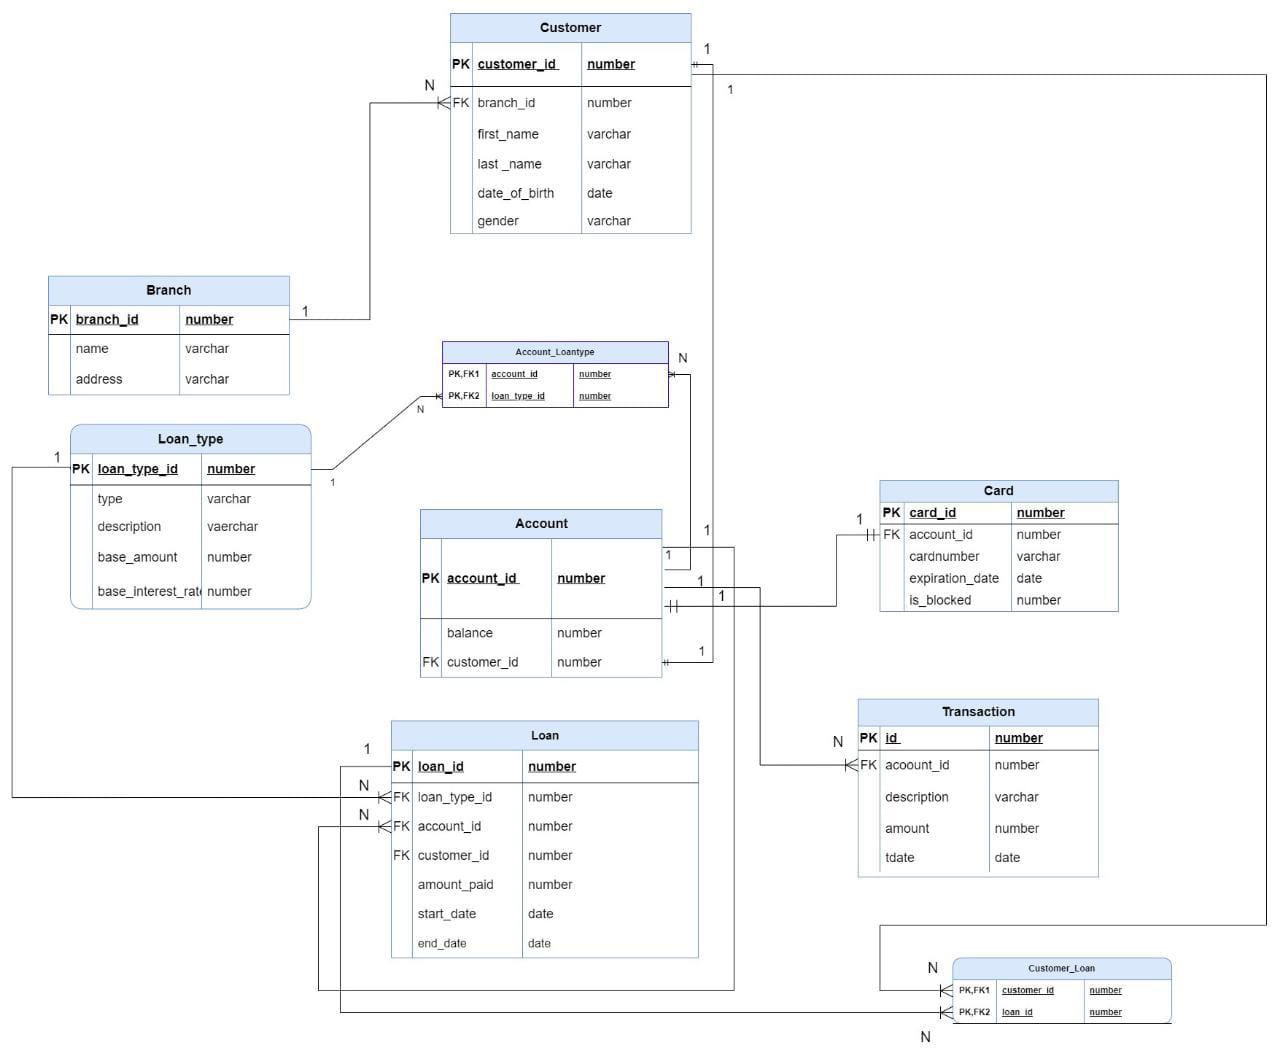 Customer
PK customer_id number
FK branch_id number
first_name varchar
last _name varchar
date_of_birth date
gender varchar
1
1
N
Branch
PK branch_id number
name varchar
address varchar
1
Account_Loantype
PK,FK1 account_id number
PK,FK2 loan_type_id number
N
N
Loan_type
PK loan_type_id number
type varchar
description vaerchar
base_amount number
base_interest_rate number
1
1
Account
PK account_id number
balance number
FK customer_id number
1
1
1
1
1
Card
PK card_id number
FK account_id number
cardnumber varchar
expiration_date date
is_blocked number
1
Loan
PK loan_id number
FK loan_type_id number
FK account_id number
FK customer_id number
amount_paid number
start_date date
end_date date
1
N
N
Transaction
PK id number
FK acoount_id number
description varchar
amount number
tdate date
N
Customer_Loan
PK,FK1 customer_id number
PK,FK2 loan_id number
N
N